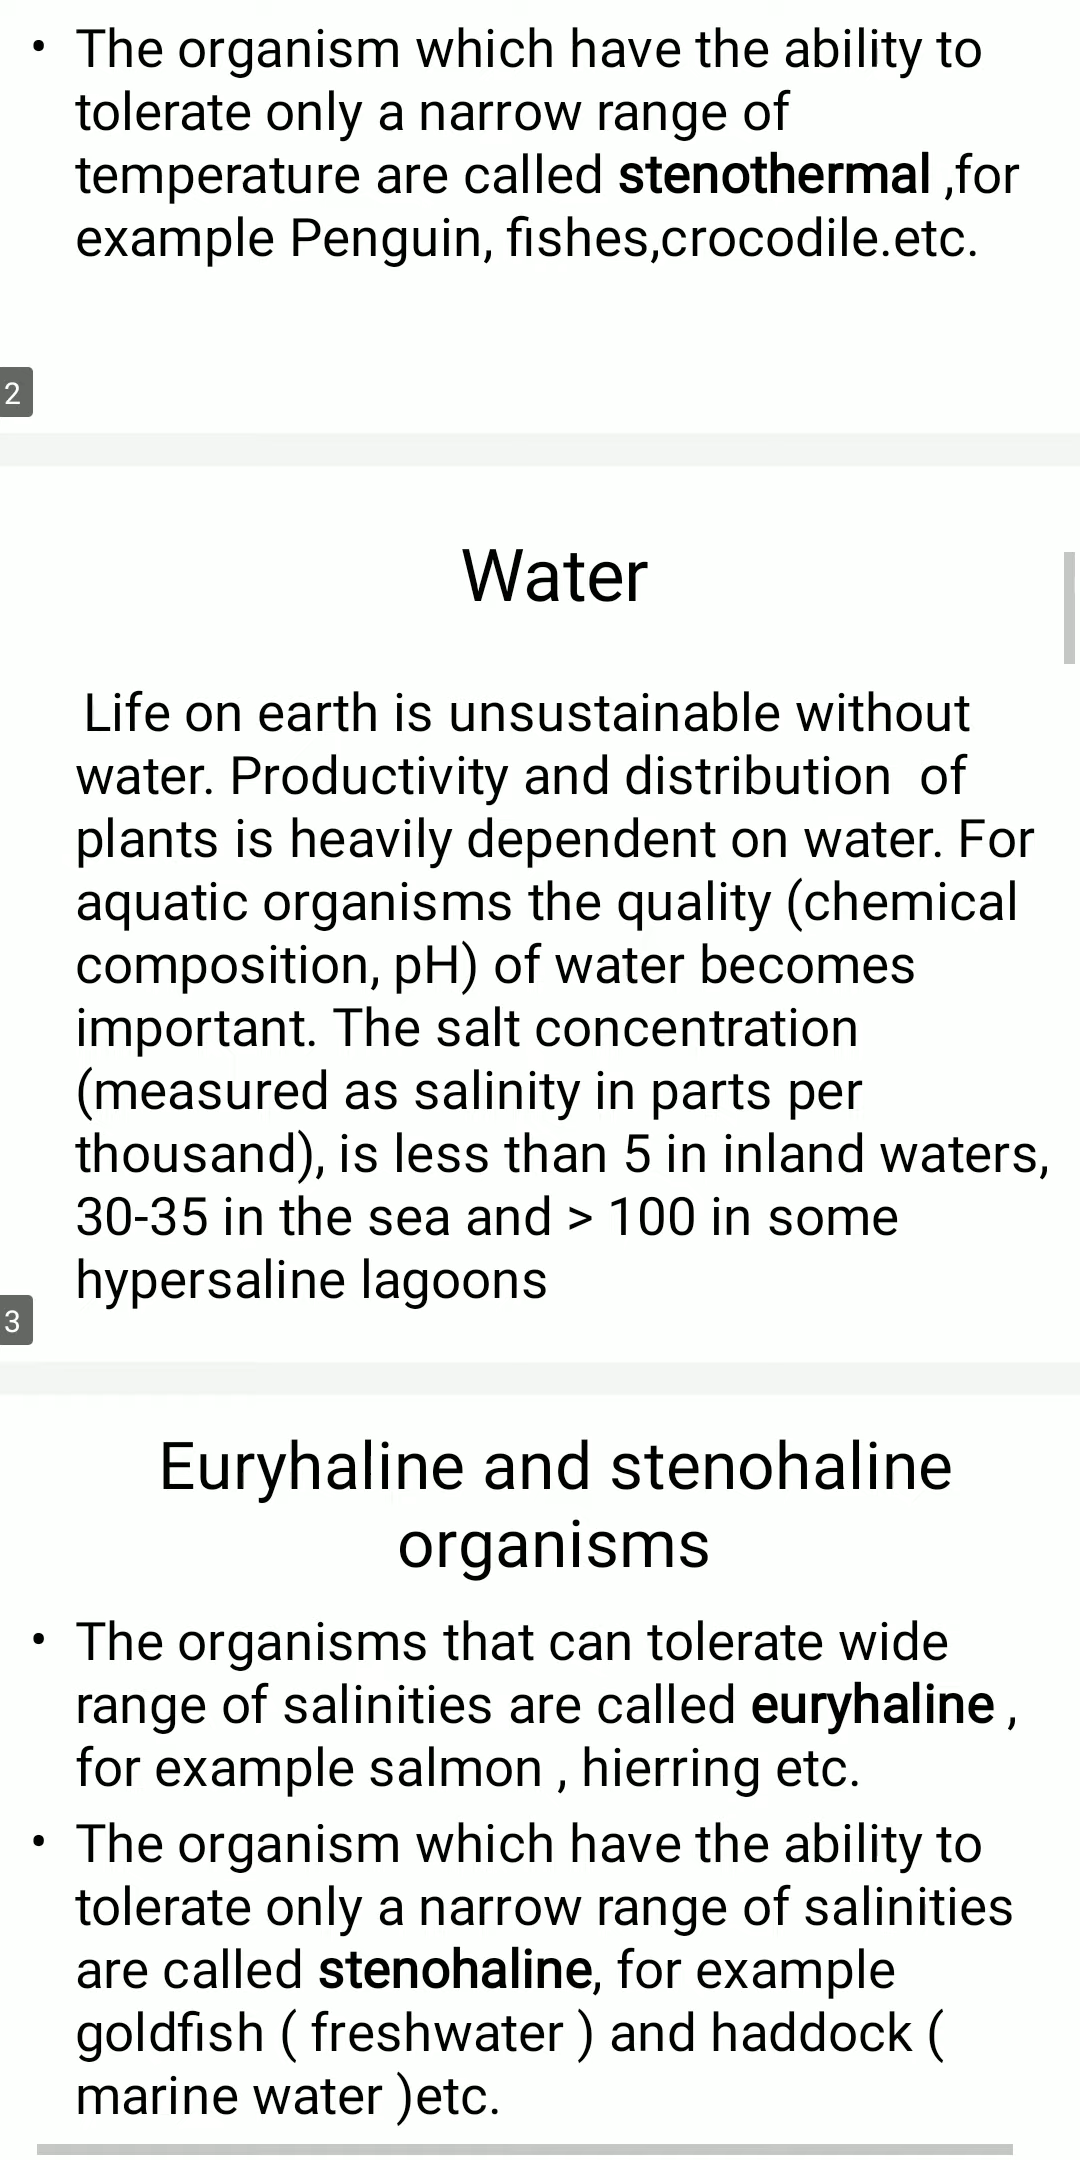 • The organism which have the ability to
tolerate only a narrow range of
temperature are called stenothermal ,for
example Penguin, fishes,crocodile.etc.
2
Water
Life on earth is unsustainable without
water. Productivity and distribution  of
plants is heavily dependent on water. For
aquatic organisms the quality (chemical
composition, pH) of water becomes
important. The salt concentration
(measured as salinity in parts per
thousand), is less than 5 in inland waters,
30-35 in the sea and > 100 in some
hypersaline lagoons
3
Euryhaline and stenohaline
organisms
• The organisms that can tolerate wide
range of salinities are called euryhaline ,
for example salmon , hierring etc.
• The organism which have the ability to
tolerate only a narrow range of salinities
are called stenohaline, for example
goldfish ( freshwater ) and haddock (
marine water )etc.